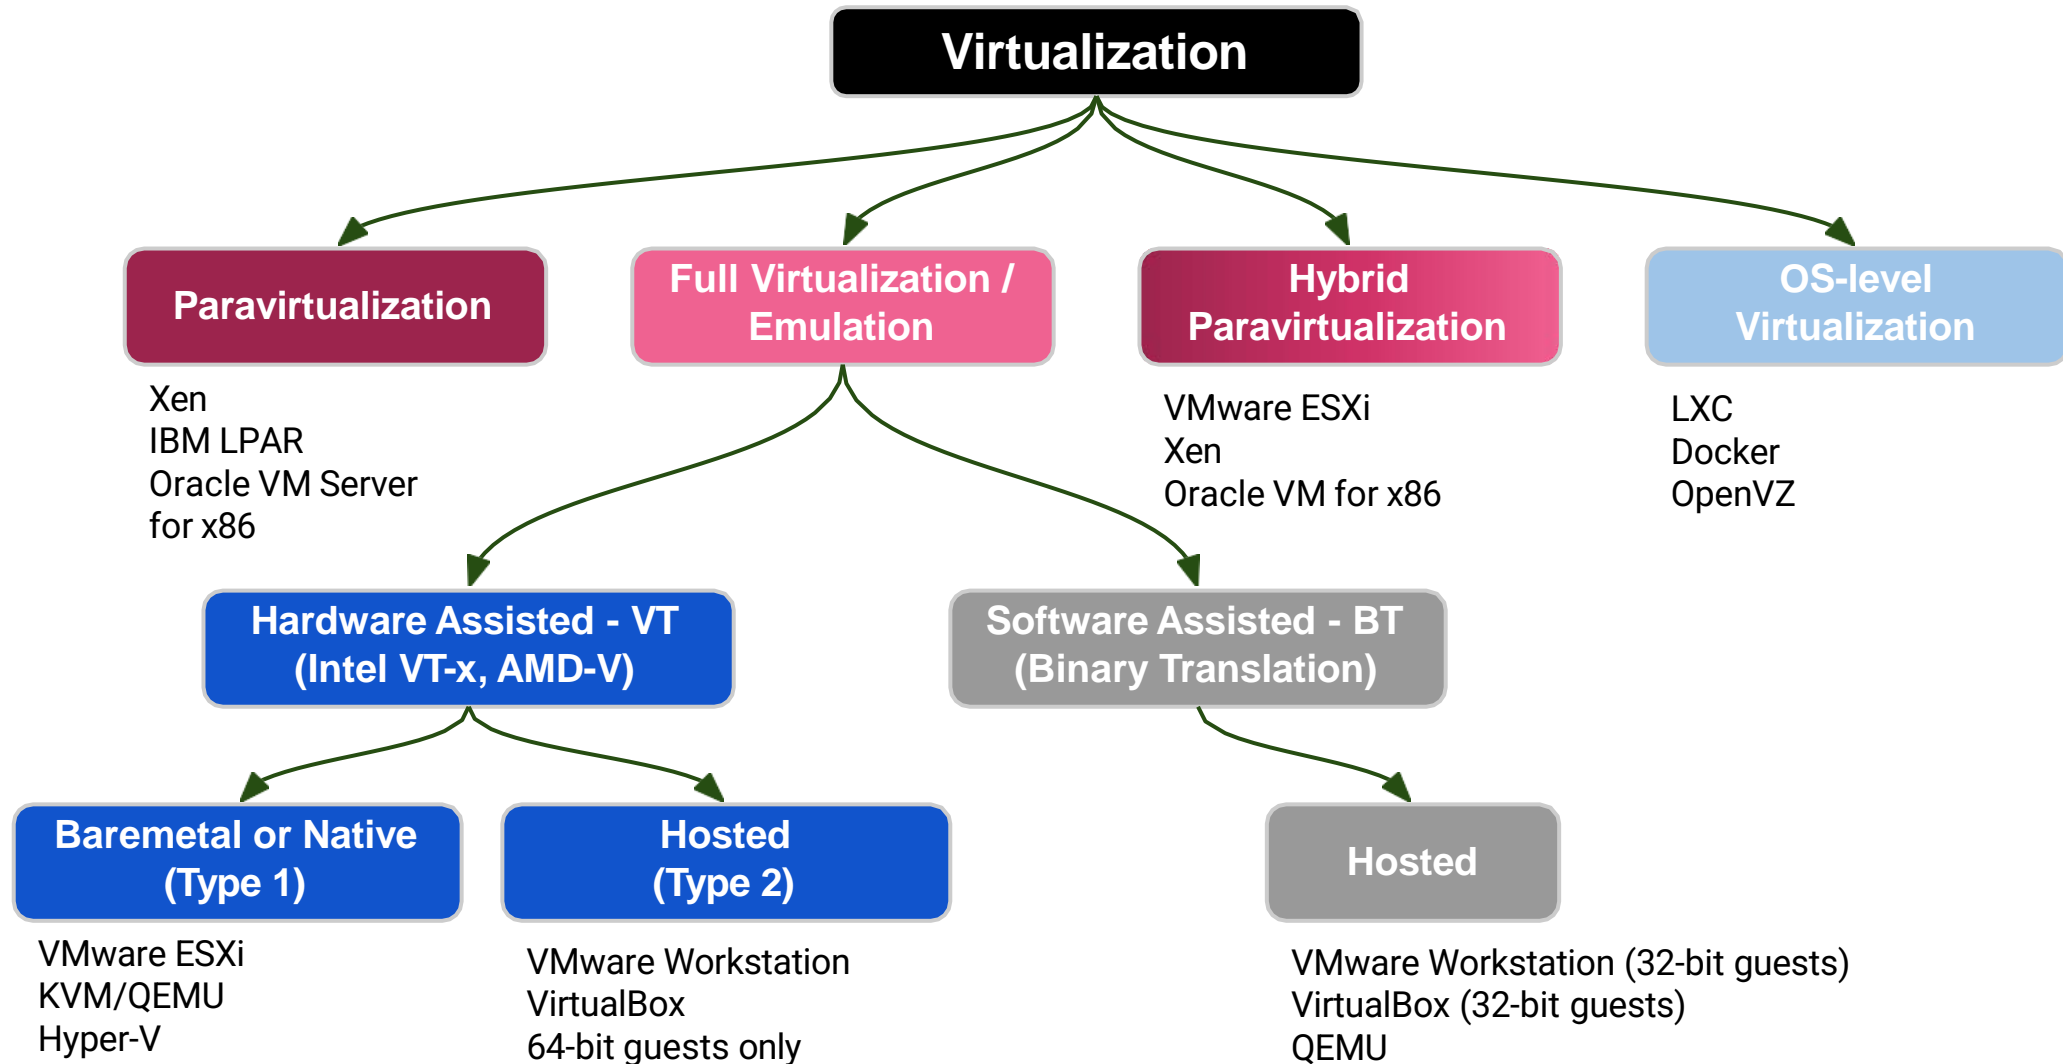 Virtualization
Paravirtualization
Full Virtualization /
Emulation
Hybrid
Paravirtualization
OS-level
Virtualization
Xen
IBM LPAR
Oracle VM Server
for x86
VMware ESXi
Xen
Oracle VM for x86
LXC
Docker
OpenVZ
Hardware Assisted - VT
(Intel VT-x, AMD-V)
Software Assisted - BT
(Binary Translation)
Baremetal or Native
(Type 1)
Hosted
(Type 2)
Hosted
VMware ESXi
KVM/QEMU
Hyper-V
VMware Workstation
VirtualBox
64-bit guests only
VMware Workstation (32-bit guests)
VirtualBox (32-bit guests)
QEMU